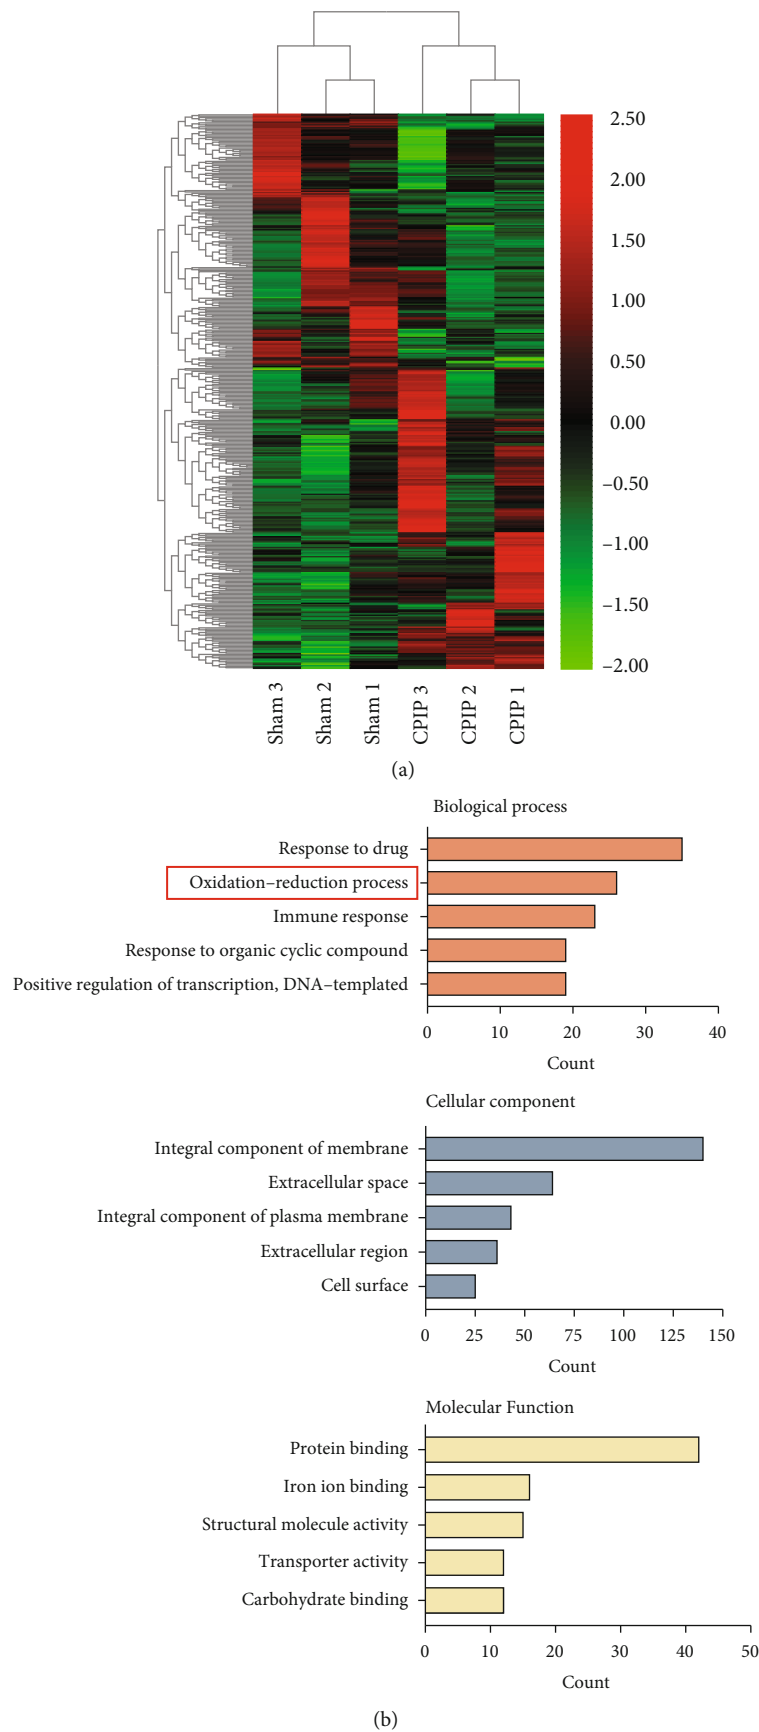 2.50
2.00
1.50
1.00
0.50
0.00
−0.50
−1.00
−1.50
−2.00
Sham 3
Sham 2
Sham 1
CPIP 3
CPIP 2
CPIP 1
(a)
Biological process
Response to drug
Oxidation–reduction process
Immune response
Response to organic cyclic compound
Positive regulation of transcription, DNA–templated
0 10 20 30 40
Count
Cellular component
Integral component of membrane
Extracellular space
Integral component of plasma membrane
Extracellular region
Cell surface
0 25 50 75 100 125 150
Count
Molecular Function
Protein binding
Iron ion binding
Structural molecule activity
Transporter activity
Carbohydrate binding
0 10 20 30 40 50
Count
(b)